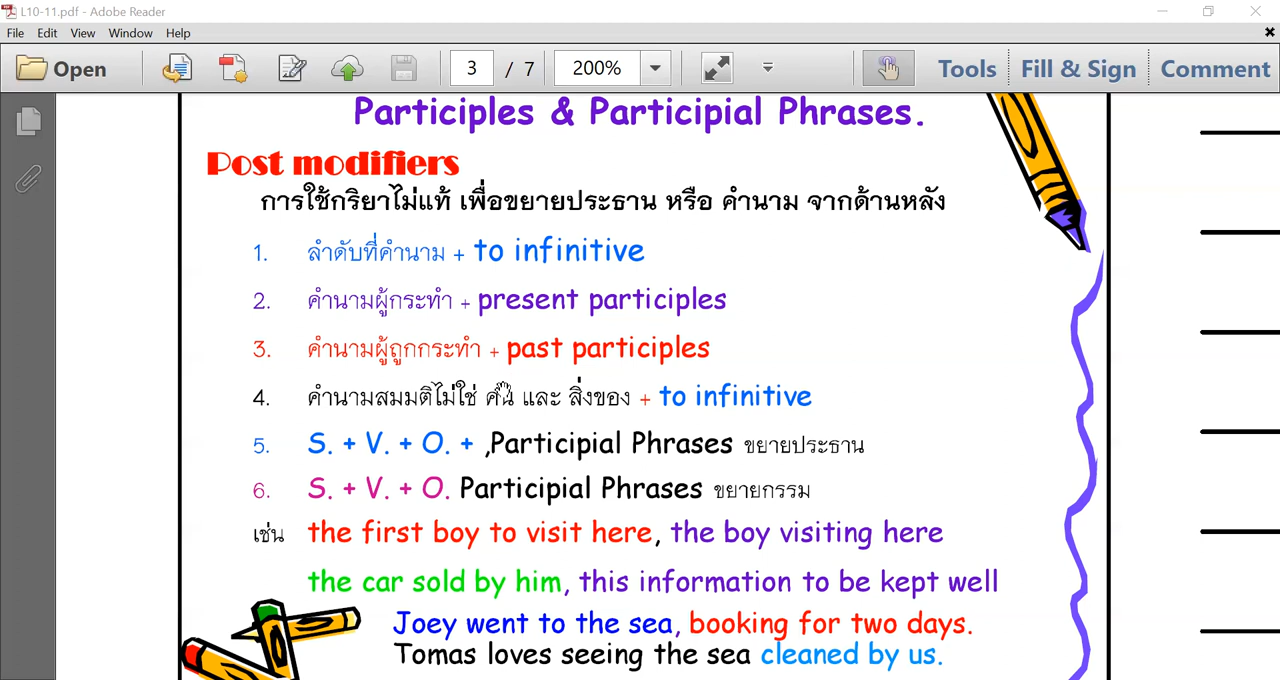 L10-11.pdf - Adobe Reader
File Edit View Window Help
Open 3 / 7 200% Tools Fill & Sign Comment
Participles & Participial Phrases.
Post modifiers
การใช้กริยาไม่แท้ เพื่อขยายประธาน หรือ คำนาม จากด้านหลัง
1. ลำดับที่คำนาม + to infinitive
2. คำนามผู้กระทำ + present participles
3. คำนามผู้ถูกกระทำ + past participles
4. คำนามสมมติไม่ใช่ และ สิ่งของ + to infinitive
5. S. + V. + O. + ,Participial Phrases ขยายประธาน
6. S. + V. + O. Participial Phrases ขยายกรรม
เช่น the first boy to visit here, the boy visiting here
the car sold by him, this information to be kept well
Joey went to the sea, booking for two days.
Tomas loves seeing the sea cleaned by us.